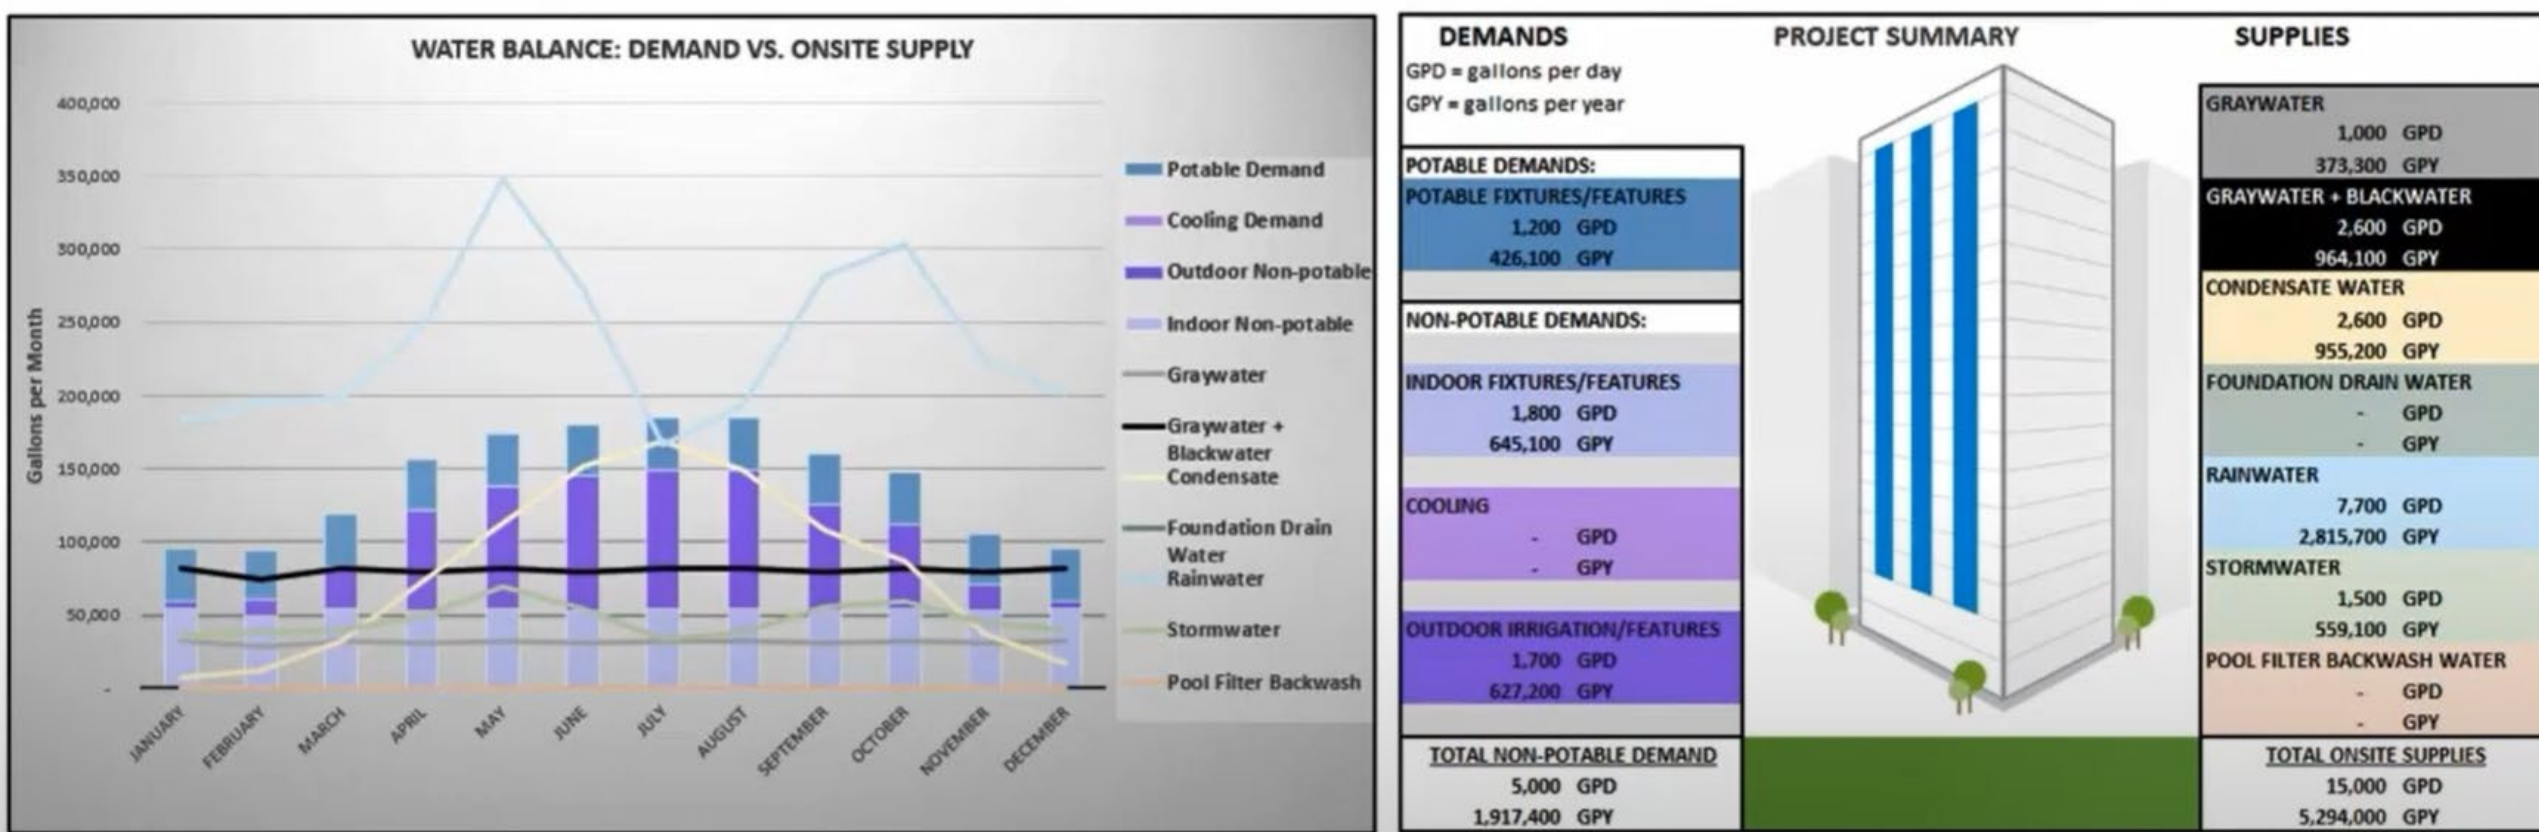 WATER BALANCE: DEMAND VS. ONSITE SUPPLY
Gallons per Month
400,000
350,000
300,000
250,000
200,000
150,000
100,000
50,000
-
JANUARY
FEBRUARY
MARCH
APRIL
MAY
JUNE
JULY
AUGUST
SEPTEMBER
OCTOBER
NOVEMBER
DECEMBER
Potable Demand
Cooling Demand
Outdoor Non-potable
Indoor Non-potable
Graywater
Graywater +
Blackwater
Condensate
Foundation Drain
Water
Rainwater
Stormwater
Pool Filter Backwash
DEMANDS
GPD = gallons per day
GPY = gallons per year
POTABLE DEMANDS:
POTABLE FIXTURES/FEATURES
1,200 GPD
426,100 GPY
NON-POTABLE DEMANDS:
INDOOR FIXTURES/FEATURES
1,800 GPD
645,100 GPY
COOLING
- GPD
- GPY
OUTDOOR IRRIGATION/FEATURES
1,700 GPD
627,200 GPY
TOTAL NON-POTABLE DEMAND
5,000 GPD
1,917,400 GPY
PROJECT SUMMARY
SUPPLIES
GRAYWATER
1,000 GPD
373,300 GPY
GRAYWATER + BLACKWATER
2,600 GPD
964,100 GPY
CONDENSATE WATER
2,600 GPD
955,200 GPY
FOUNDATION DRAIN WATER
- GPD
- GPY
RAINWATER
7,700 GPD
2,815,700 GPY
STORMWATER
1,500 GPD
559,100 GPY
POOL FILTER BACKWASH WATER
- GPD
- GPY
TOTAL ONSITE SUPPLIES
15,000 GPD
5,294,000 GPY